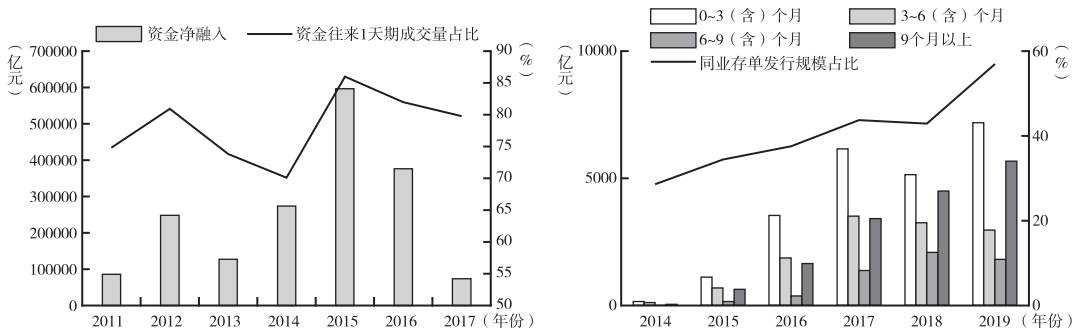 资金净融入 资金往来1天期成交量占比
（亿元） （%）
700000 90
600000 85
500000 80
400000 75
300000 70
200000 65
100000 60
0 55
50
2011 2012 2013 2014 2015 2016 2017（年份）
0~3（含）个月 3~6（含）个月
6~9（含）个月 9个月以上
同业存单发行规模占比
（亿元） （%）
10000 60
5000 40
0 20
0
2014 2015 2016 2017 2018 2019（年份）